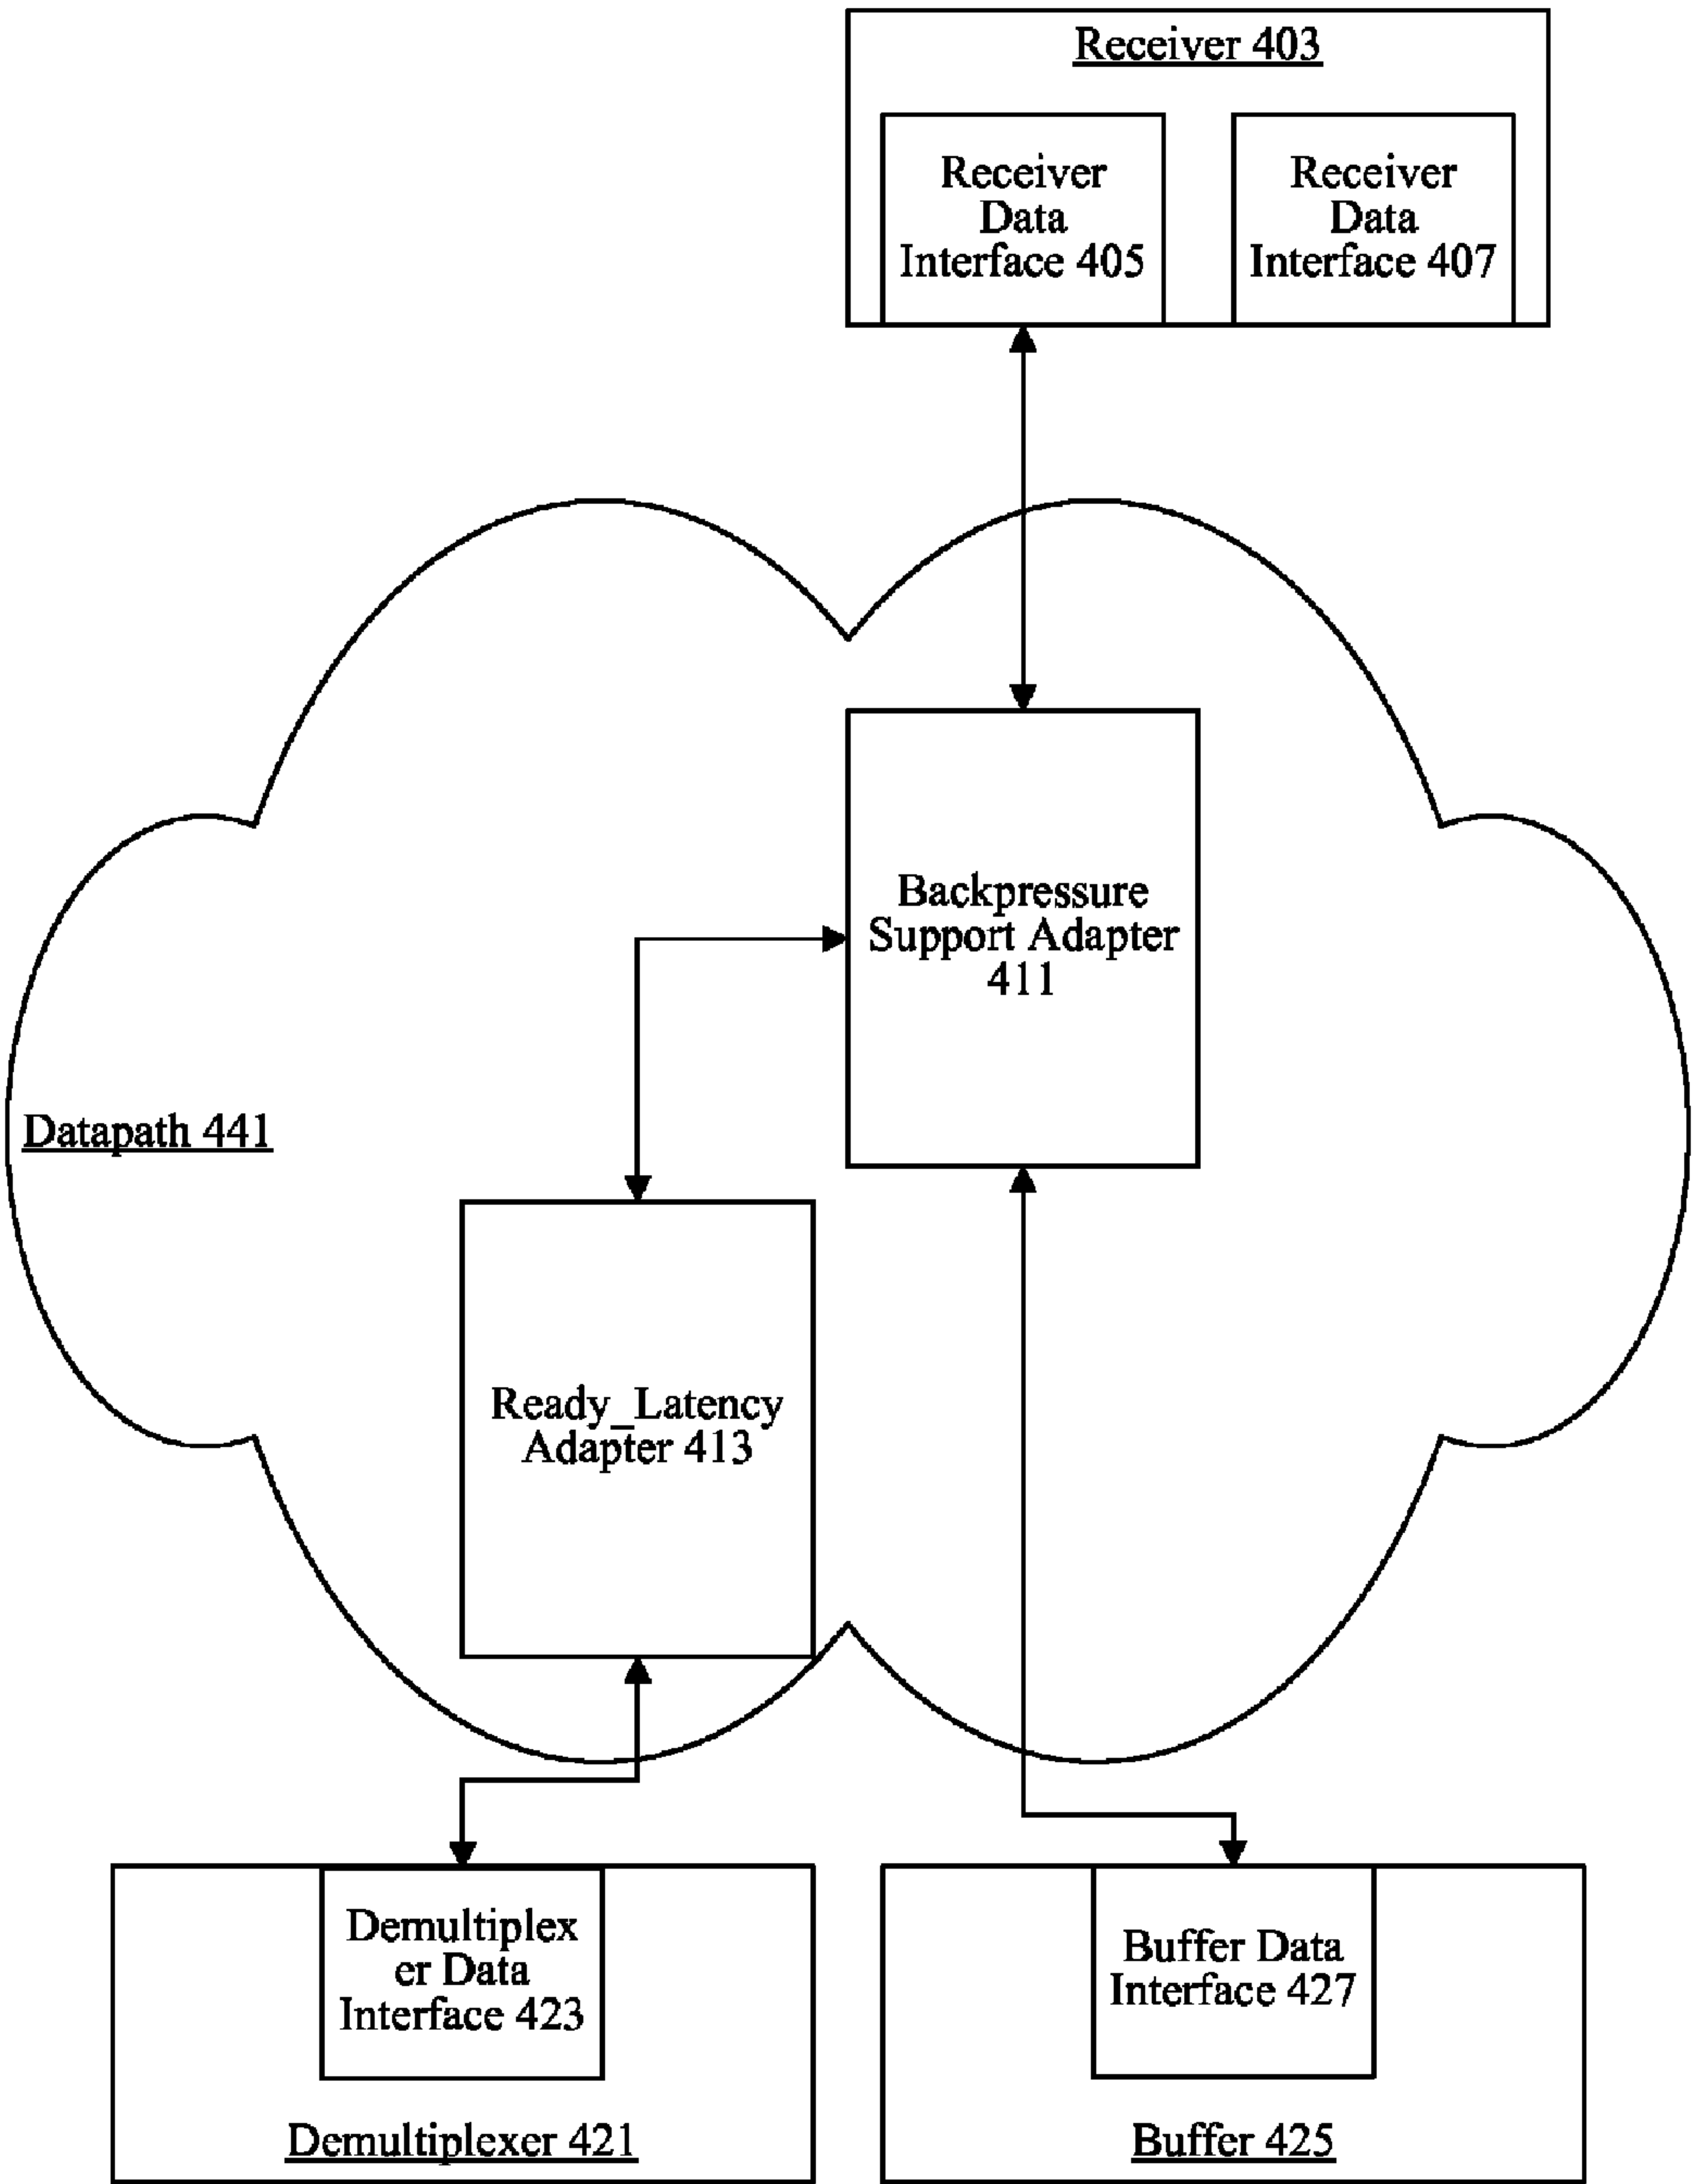 Receiver 403
Receiver
Data
Interface 405
Receiver
Data
Interface 407
Backpressure
Support Adapter
411
Datapath 441
Ready_Latency
Adapter 413
Demultiplex
er Data
Interface 423
Buffer Data
Interface 427
Demultiplexer 421
Buffer 425